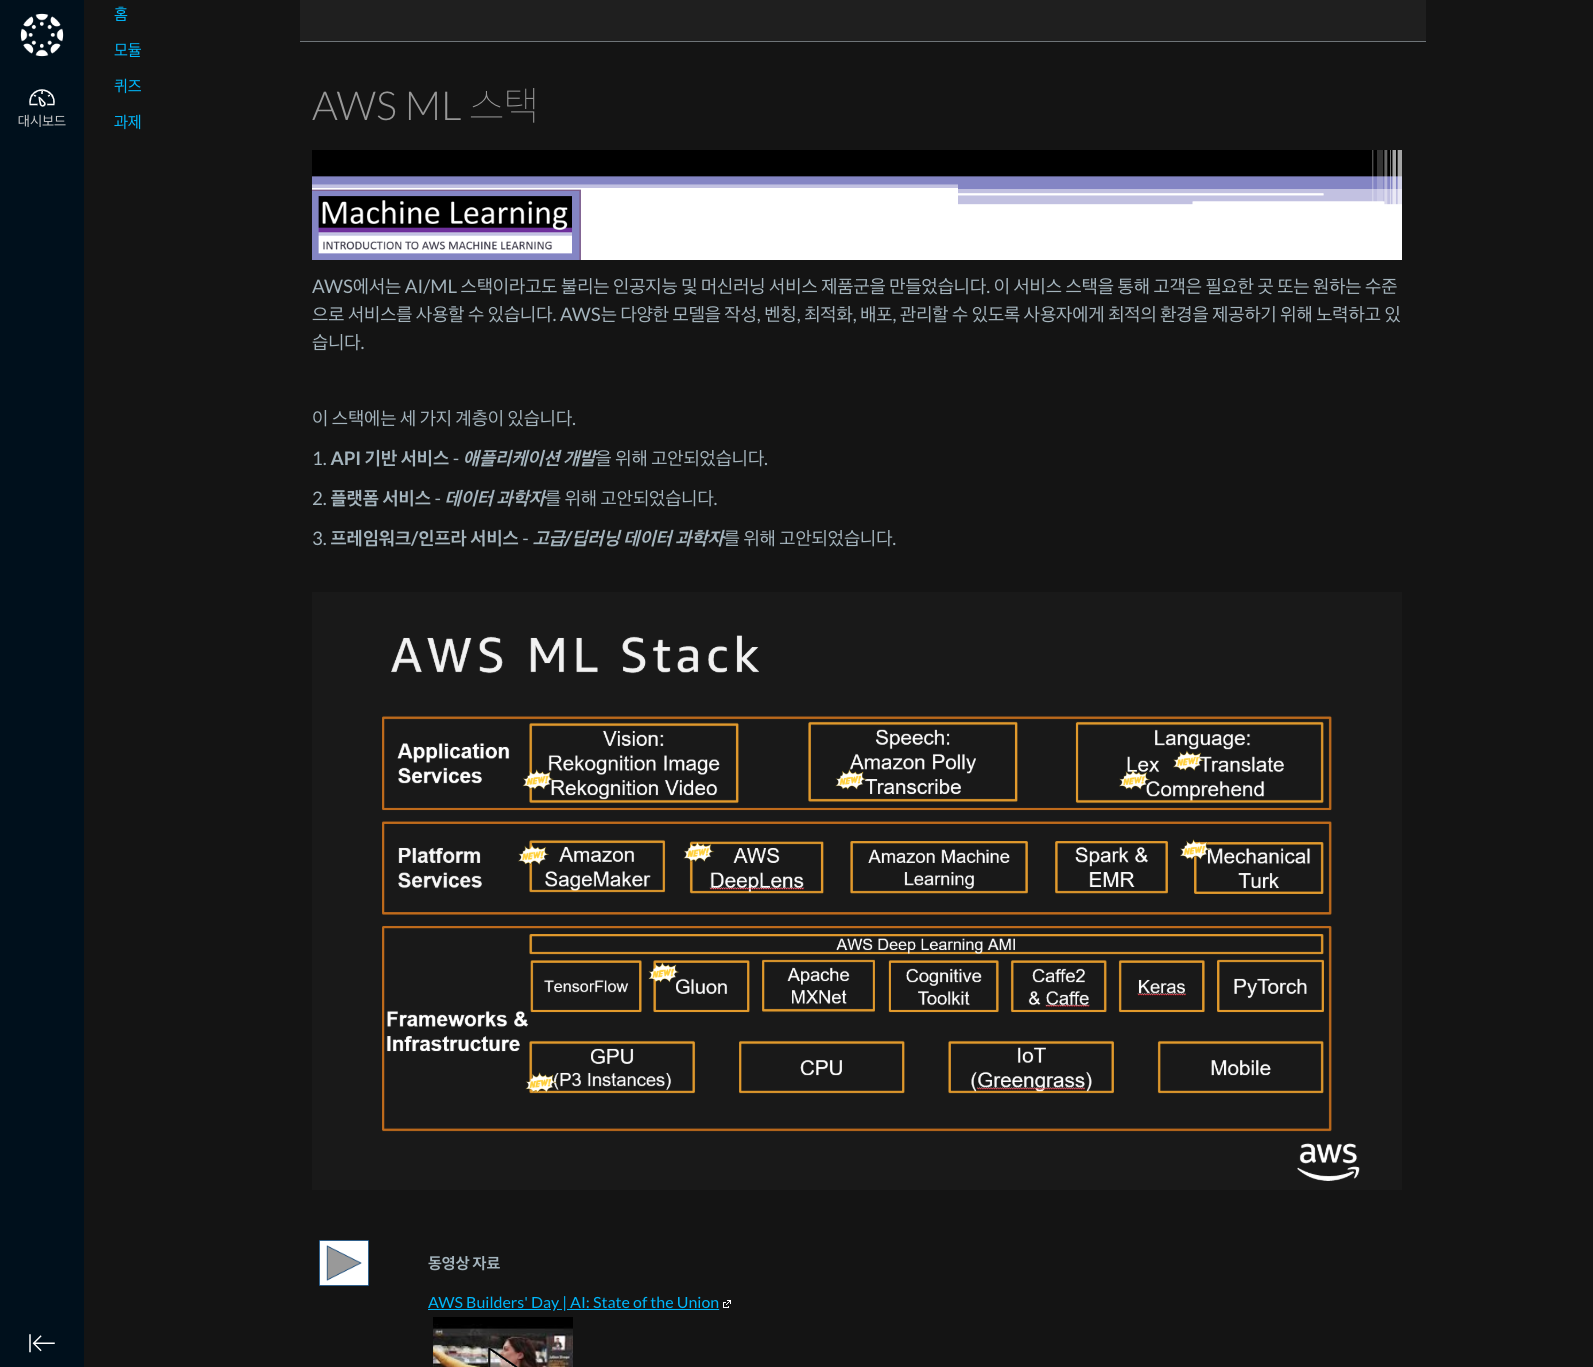 홈
모듈
퀴즈
과제
대시보드
AWS ML 스택
Machine Learning
INTRODUCTION TO AWS MACHINE LEARNING
AWS에서는 AI/ML 스택이라고도 불리는 인공지능 및 머신러닝 서비스 제품군을 만들었습니다. 이 서비스 스택을 통해 고객은 필요한 곳 또는 원하는 수준
으로 서비스를 사용할 수 있습니다. AWS는 다양한 모델을 작성, 벤칭, 최적화, 배포, 관리할 수 있도록 사용자에게 최적의 환경을 제공하기 위해 노력하고 있
습니다.
이 스택에는 세 가지 계층이 있습니다.
1. API 기반 서비스 - 애플리케이션 개발을 위해 고안되었습니다.
2. 플랫폼 서비스 - 데이터 과학자를 위해 고안되었습니다.
3. 프레임워크/인프라 서비스 - 고급/딥러닝 데이터 과학자를 위해 고안되었습니다.
AWS ML Stack
Application
Services
Vision:
Rekognition Image
NEW! Rekognition Video
Speech:
Amazon Polly
NEW! Transcribe
Language:
Lex NEW! Translate
NEW! Comprehend
Platform
Services
NEW! Amazon
SageMaker
NEW! AWS
DeepLens
Amazon Machine
Learning
Spark &
EMR
NEW! Mechanical
Turk
Frameworks &
Infrastructure
AWS Deep Learning AMI
TensorFlow
NEW! Gluon
Apache
MXNet
Cognitive
Toolkit
Caffe2
& Caffe
Keras
PyTorch
GPU
NEW! (P3 Instances)
CPU
IoT
(Greengrass)
Mobile
aws
동영상 자료
AWS Builders' Day | AI: State of the Union